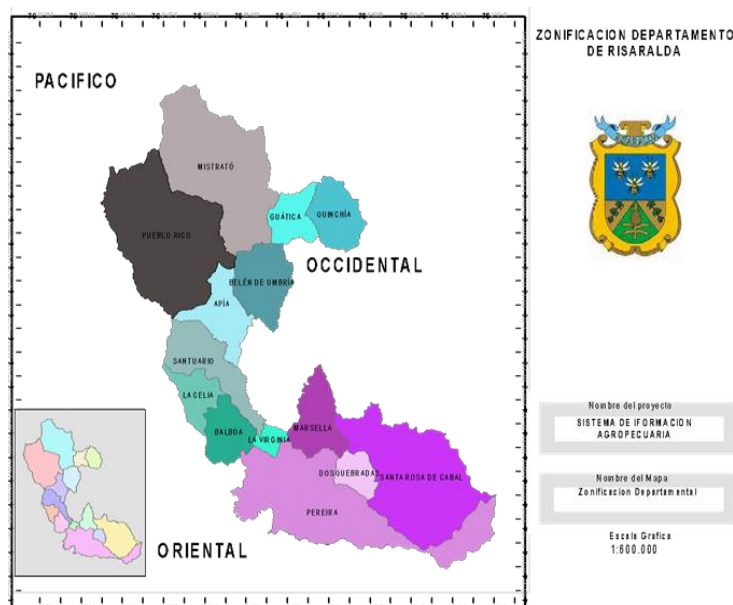 ZONIFICACION DEPARTAMENTO
DE RISARALDA
PACIFICO
MISTRATÓ
PUEBLO RICO
GUÁTICA
QUINCHÍA
OCCIDENTAL
BELÉN DE UMBRÍA
APÍA
SANTUARIO
LA CELIA
BALBOA
LA VIRGINIA
MARSELLA
DOSQUEBRADAS
SANTA ROSA DE CABAL
PEREIRA
ORIENTAL
Nombre del proyecto
SISTEMA DE IFORMACION
AGROPECUARIA
Nombre del Mapa
Zonificacion Departamental
Escala Grafica
1:600.000